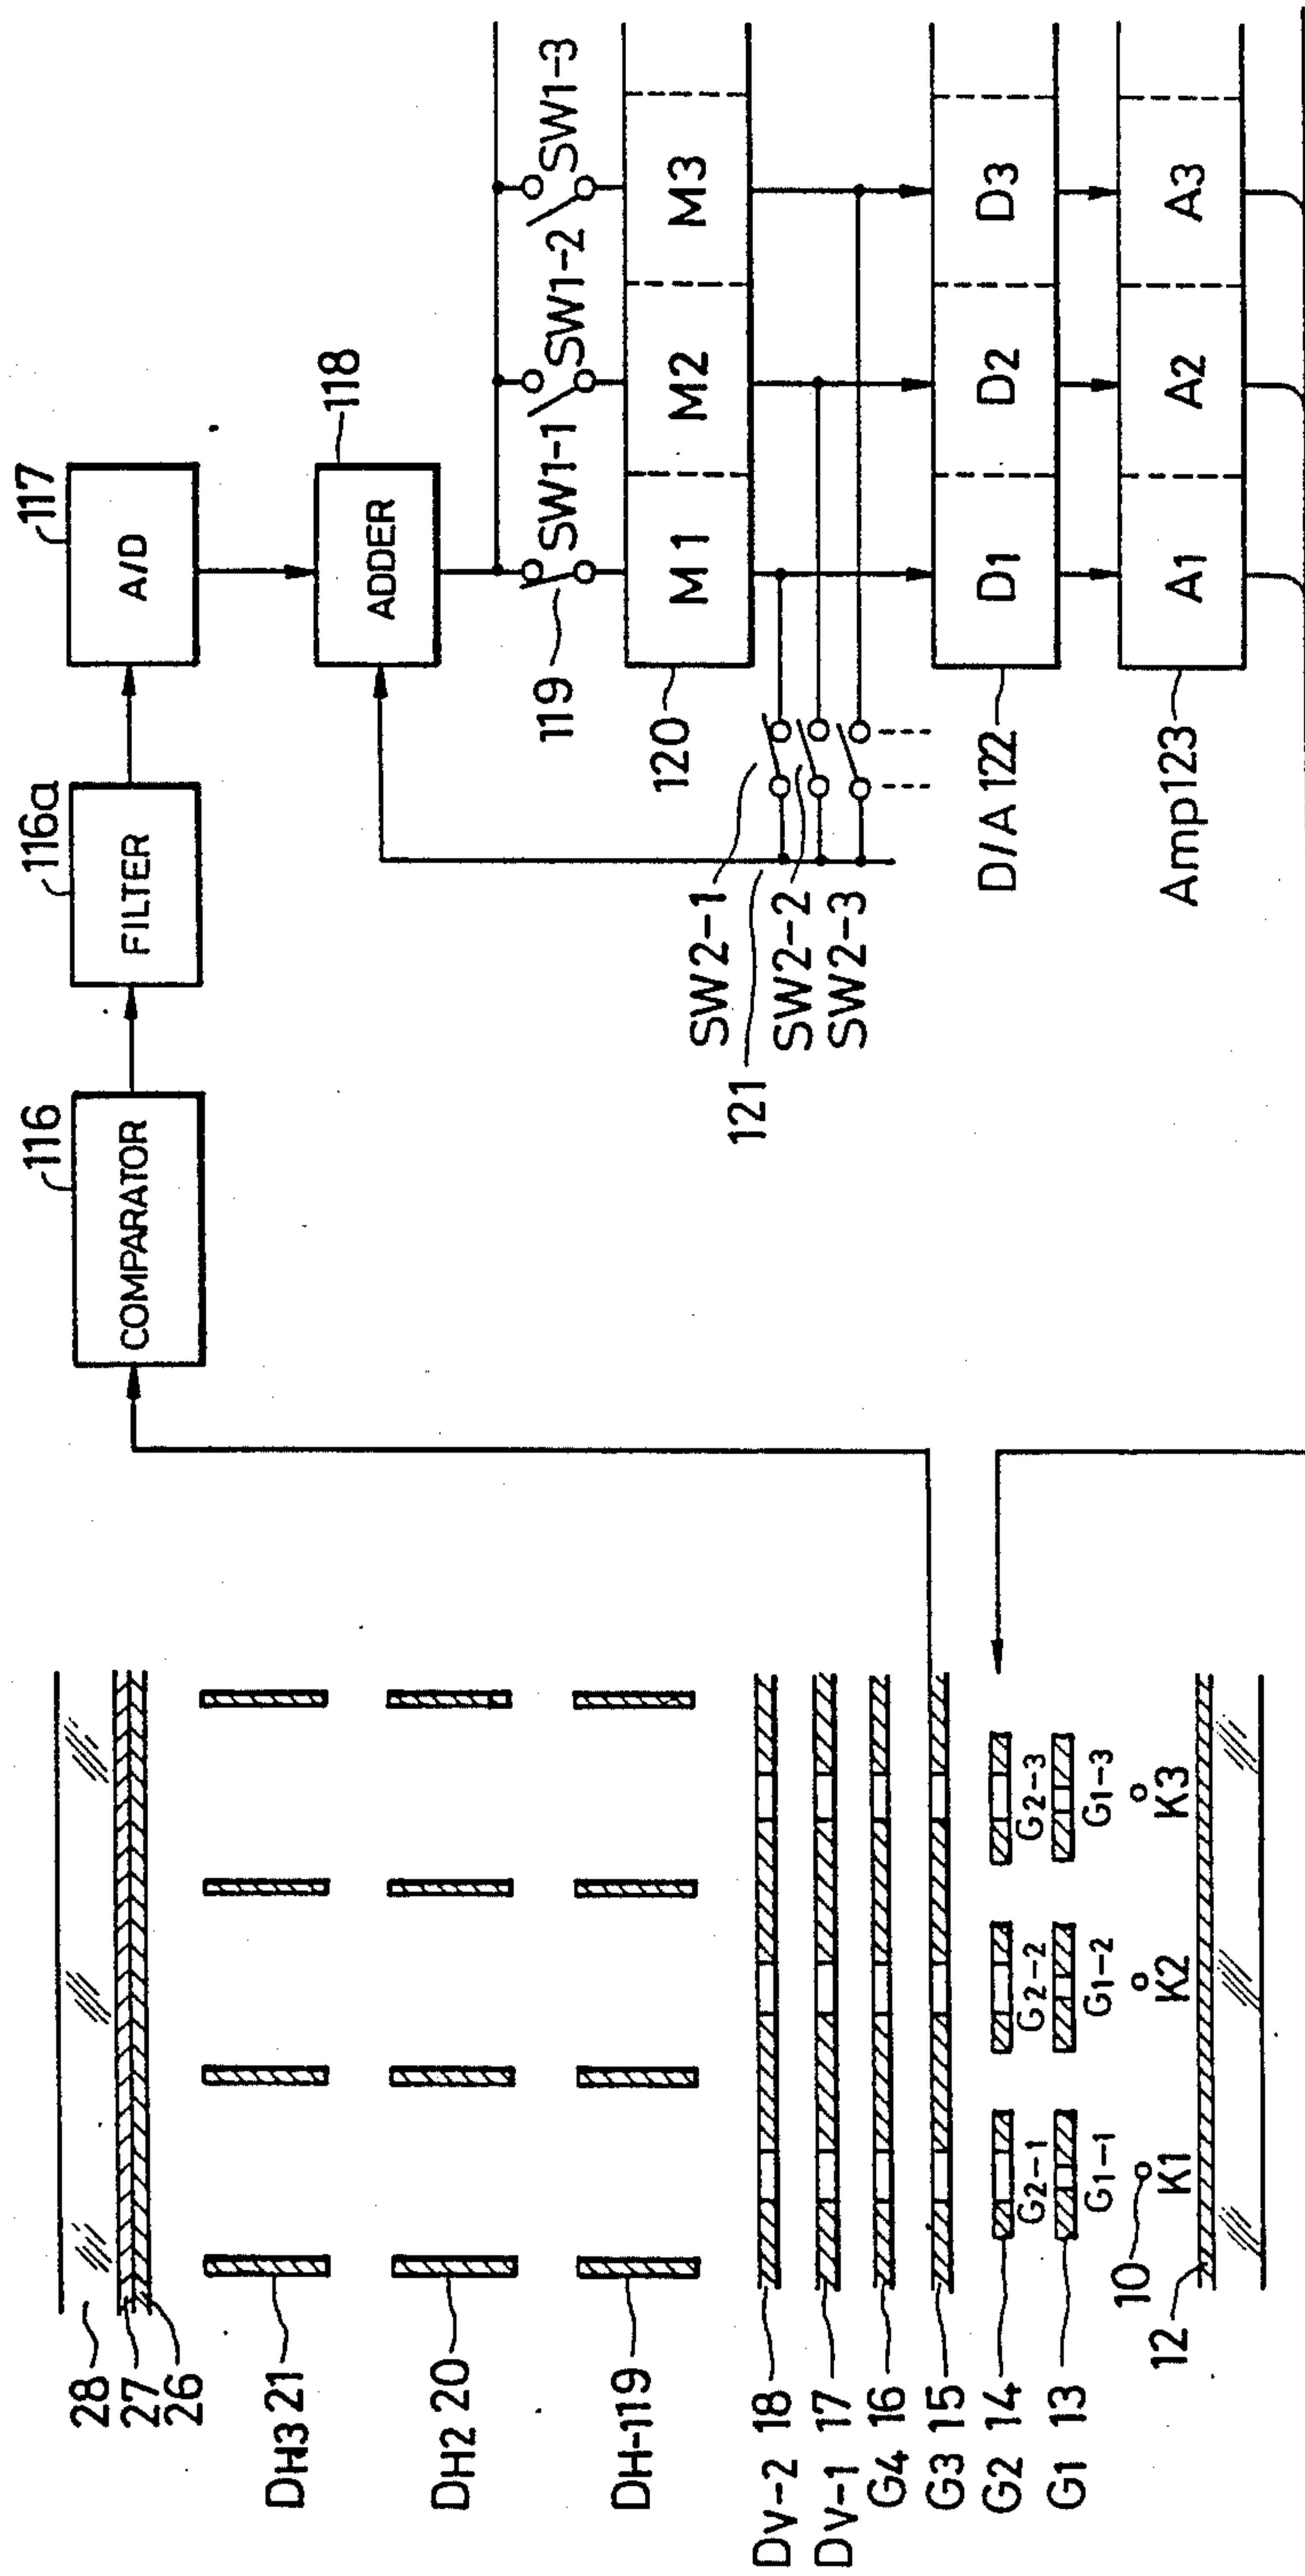 28
27
26
DH3 21
DH2 20
DH-1 19
Dv-2 18
Dv-1 17
G4 16
G3 15
G2 14
G1 13
G2-1
G2-2
G2-3
G1-1
G1-2
G1-3
10
K1
K2
K3
12
116
COMPARATOR
116a
FILTER
117
A/D
118
ADDER
119
SW1-1
SW1-2
SW1-3
120
M1
M2
M3
SW2-1
121
SW2-2
SW2-3
D/A 122
D1
D2
D3
Amp 123
A1
A2
A3